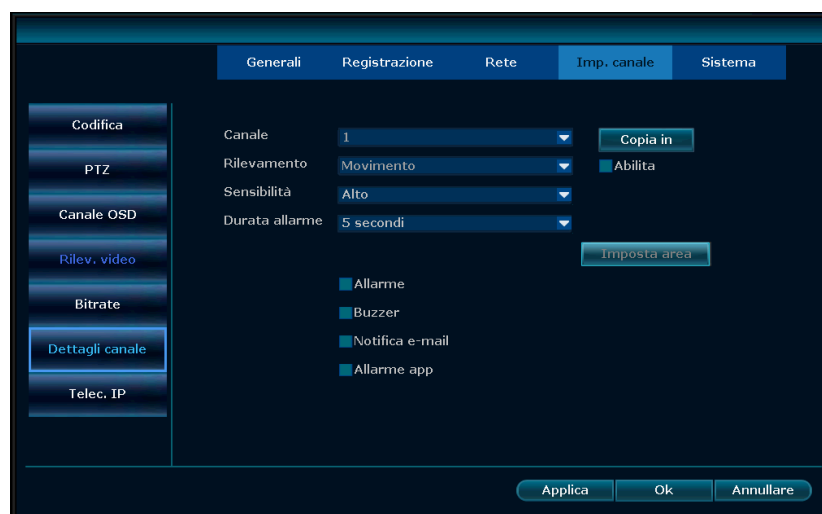 Generali Registrazione Rete Imp. canale Sistema
Codifica
PTZ
Canale OSD
Rilev. video
Bitrate
Dettagli canale
Telec. IP
Canale 1 Copia in
Rilevamento Movimento Abilita
Sensibilità Alto
Durata allarme 5 secondi
Imposta area
Allarme
Buzzer
Notifica e-mail
Allarme app
Applica Ok Annullare